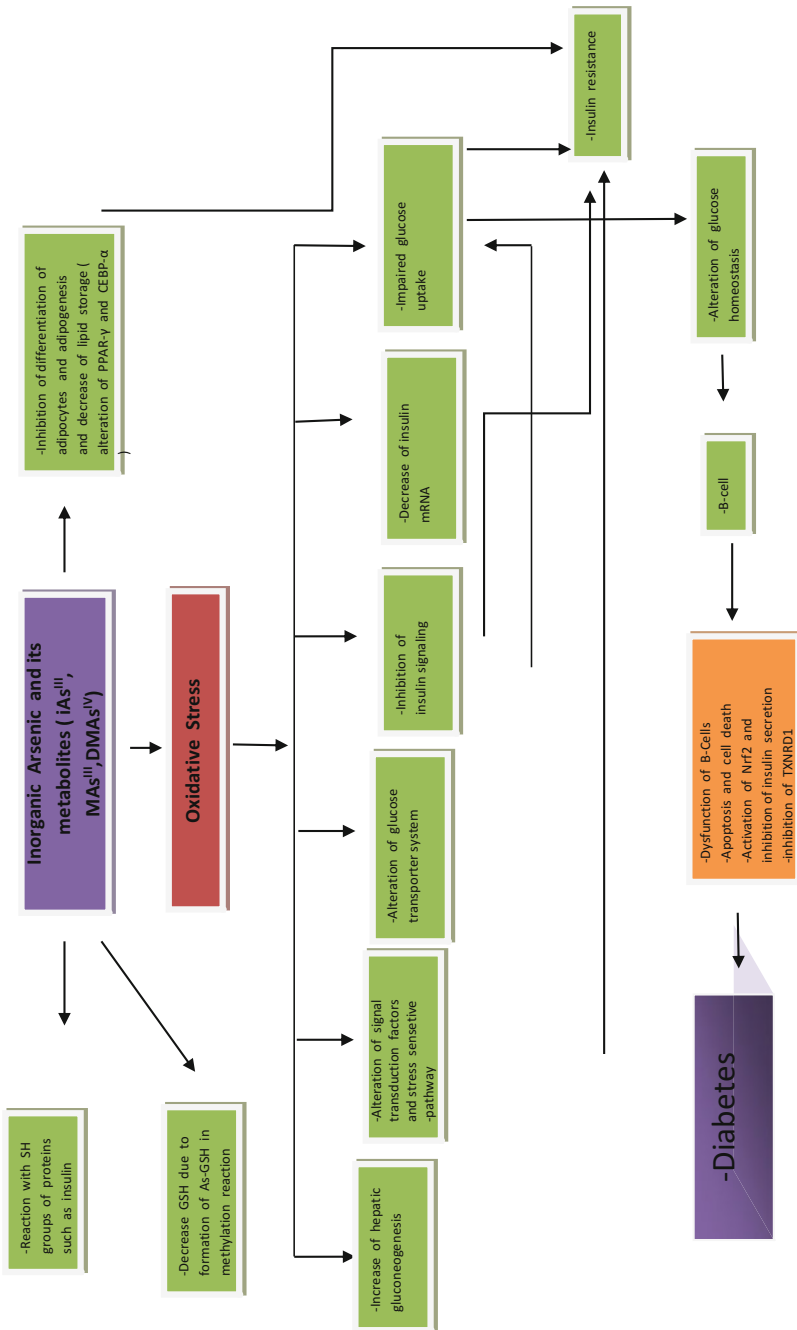 -Reaction with SH
groups of proteins
such as insulin
Inorganic Arsenic and its
metabolites ( iAsᴵᴵᴵ,
MAsᴵᴵᴵ,DMAsᴵⱽ)
-Inhibition of differentiation of
adipocytes and adipogenesis
and decrease of lipid storage (
alteration of PPAR-γ and CEBP-α
)
-Decrease GSH due to
formation of As-GSH in
methylation reaction
Oxidative Stress
-Increase of hepatic
gluconeogenesis
-Alteration of signal
transduction factors
and stress sensetive
-pathway
-Alteration of glucose
transporter system
-Inhibition of
insulin signaling
-Decrease of insulin
mRNA
-Impaired glucose
uptake
-Insulin resistance
-Diabetes
-Dysfunction of B-Cells
-Apoptosis and cell death
-Activation of Nrf2 and
inhibition of insulin secretion
-inhibition of TXNRD1
-B-cell
-Alteration of glucose
homeostasis